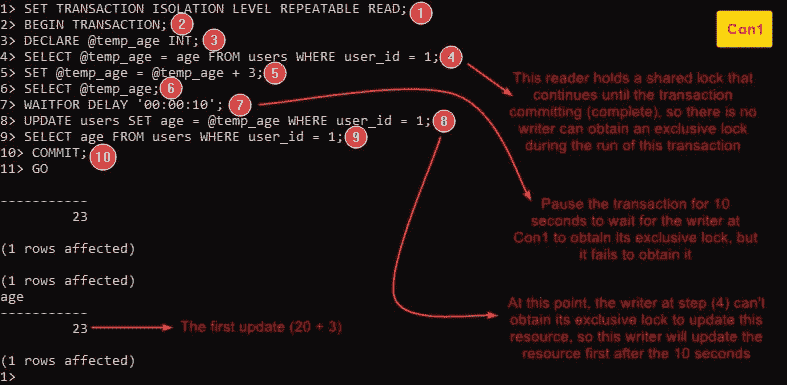 1> SET TRANSACTION ISOLATION LEVEL REPEATABLE READ; 1
2> BEGIN TRANSACTION; 2
3> DECLARE @temp_age INT; 3
4> SELECT @temp_age = age FROM users WHERE user_id = 1; 4
5> SET @temp_age = @temp_age + 3; 5
6> SELECT @temp_age; 6
7> WAITFOR DELAY '00:00:10'; 7
8> UPDATE users SET age = @temp_age WHERE user_id = 1; 8
9> SELECT age FROM users WHERE user_id = 1; 9
10> COMMIT; 10
11> GO
-----------
23
(1 rows affected)
(1 rows affected)
age
-----------
23
(1 rows affected)
1>
Con1
This reader holds a shared lock that
continues until the transaction
committing (complete), so there is no
writer can obtain an exclusive lock
during the run of this transaction
Pause the transaction for 10
seconds to wait for the writer at
Con1 to obtain its exclusive lock, but
it fails to obtain it
At this point, the writer at step (4) can't
obtain its exclusive lock to update this
resource, so this writer will update the
resource first after the 10 seconds
The first update (20 + 3)